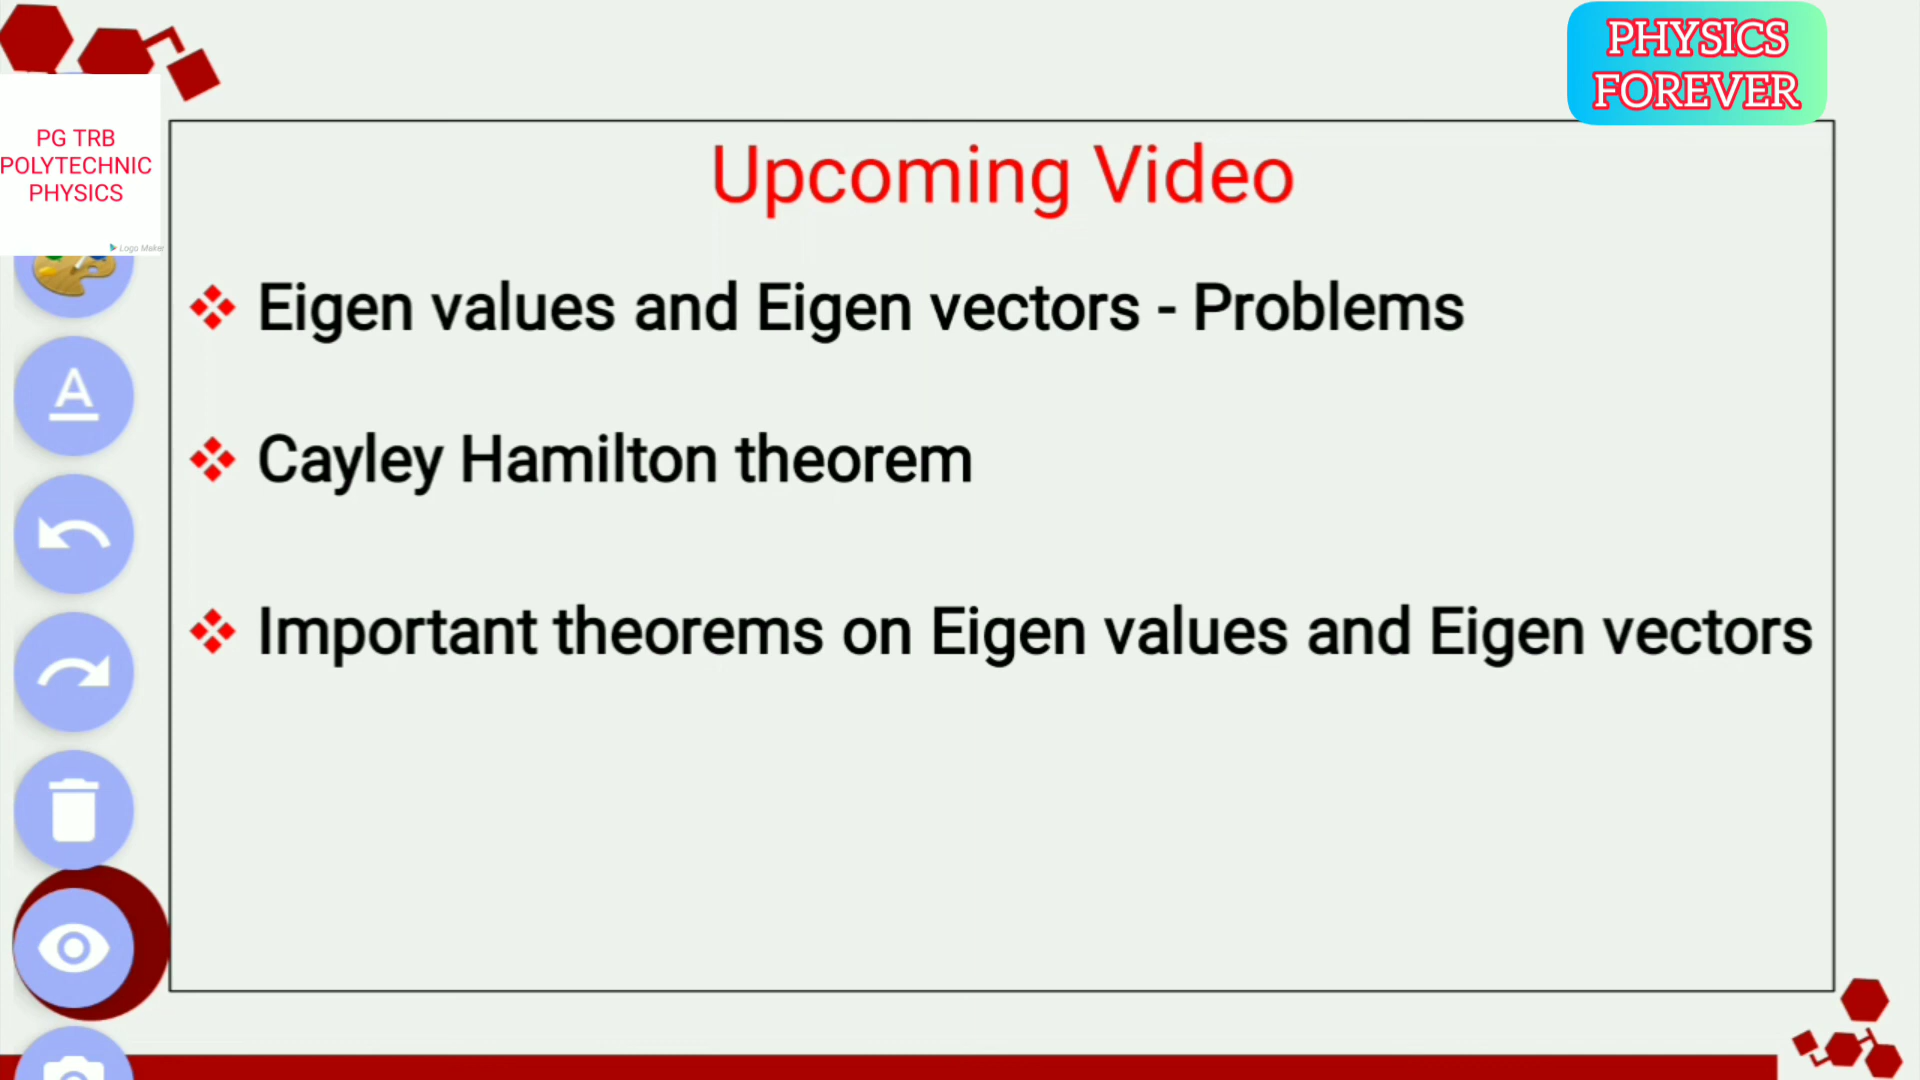 PHYSICS
FOREVER
PG TRB
POLYTECHNIC
PHYSICS
Logo Maker
Upcoming Video
Eigen values and Eigen vectors - Problems
A
Cayley Hamilton theorem
Important theorems on Eigen values and Eigen vectors